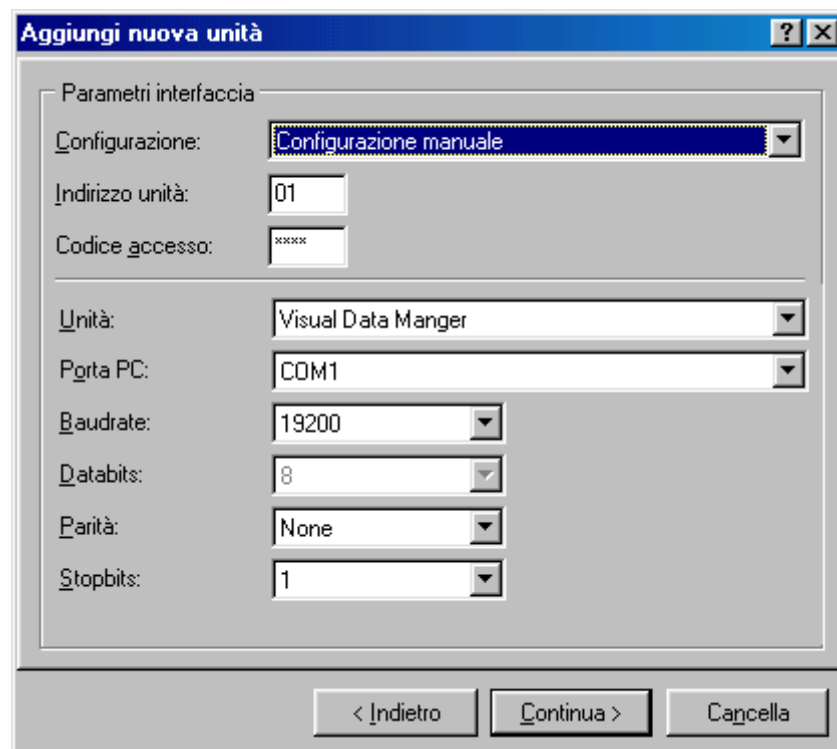 Aggiungi nuova unità
Parametri interfaccia
Configurazione: Configurazione manuale
Indirizzo unità: 01
Codice accesso: ****
Unità: Visual Data Manger
Porta PC: COM1
Baudrate: 19200
Databits: 8
Parità: None
Stopbits: 1
< Indietro Continua > Cancella